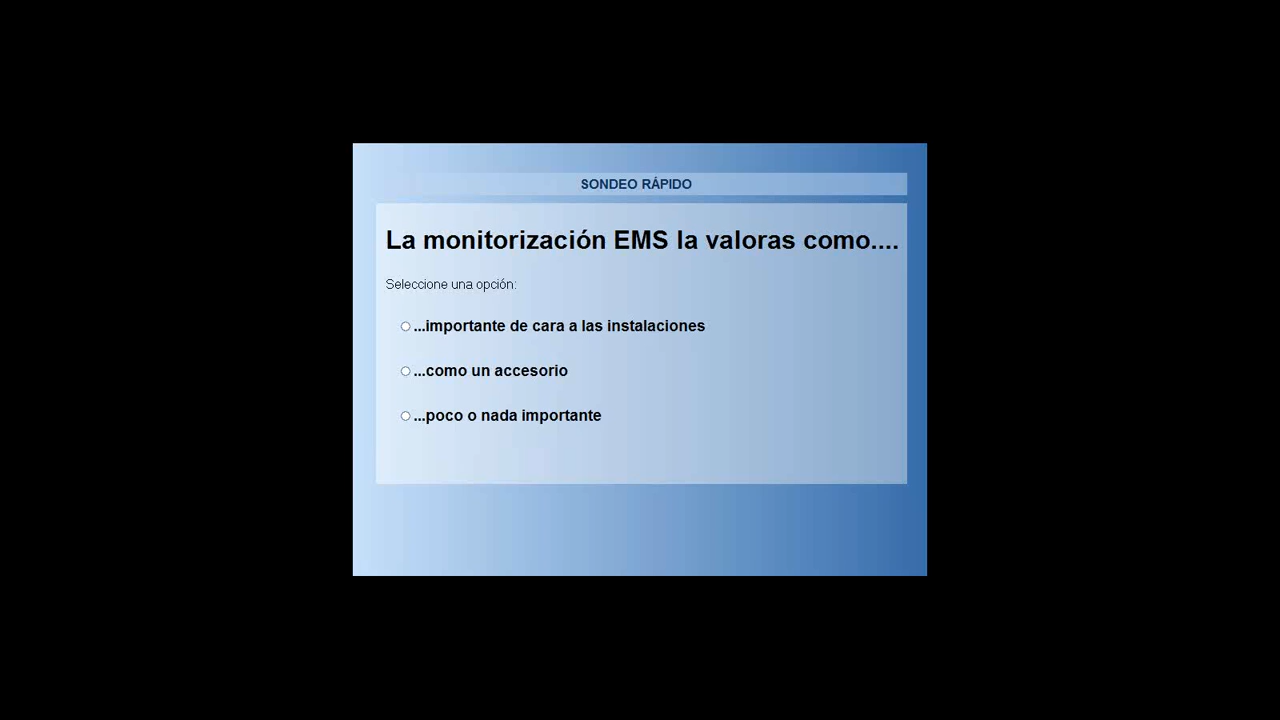 SONDEO RÁPIDO
La monitorización EMS la valoras como....
Seleccione una opción:
...importante de cara a las instalaciones
...como un accesorio
...poco o nada importante